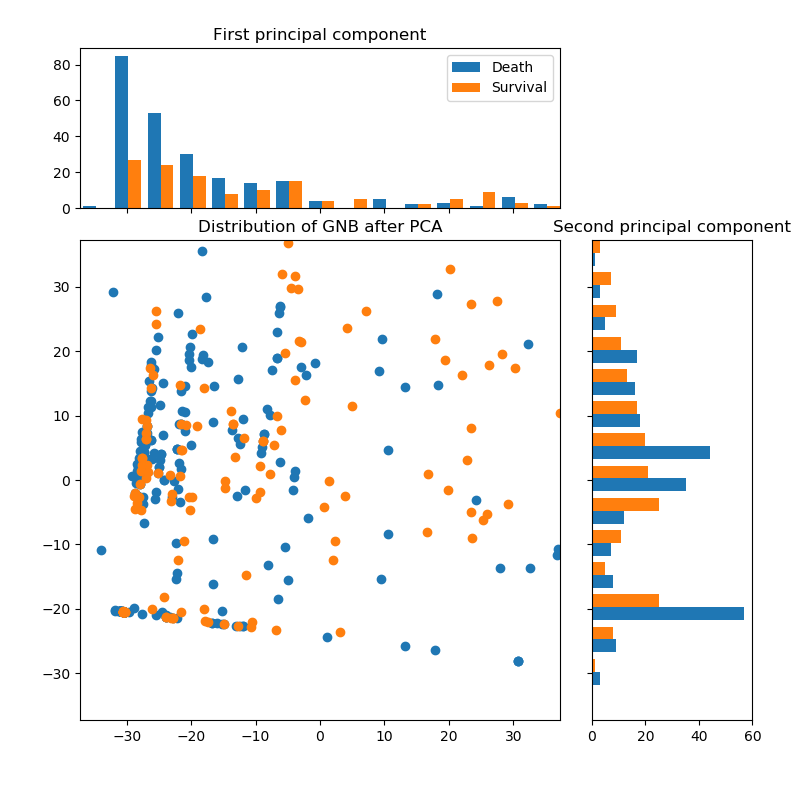 First principal component
80
60
40
20
0
Death
Survival
Distribution of GNB after PCA
Second principal component
30
20
10
0
−10
−20
−30
−30 −20 −10 0 10 20 30
0 20 40 60